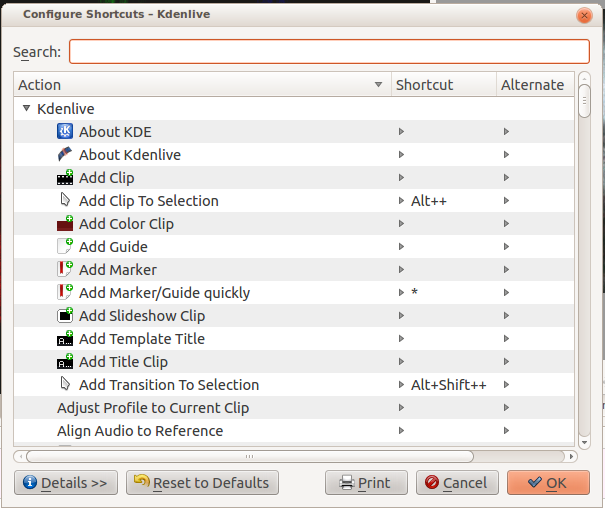 Configure Shortcuts – Kdenlive
Search:
Action Shortcut Alternate
Kdenlive
About KDE
About Kdenlive
Add Clip
Add Clip To Selection Alt++
Add Color Clip
Add Guide
Add Marker
Add Marker/Guide quickly *
Add Slideshow Clip
A... Add Template Title
A... Add Title Clip
Add Transition To Selection Alt+Shift++
Adjust Profile to Current Clip
Align Audio to Reference
Details >> Reset to Defaults Print Cancel OK